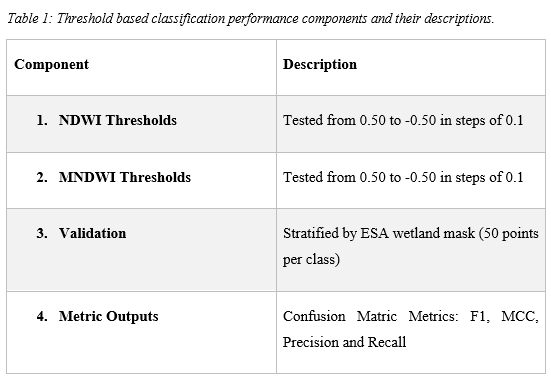 Table 1: Threshold based classification performance components and their descriptions.
Component
Description
1. NDWI Thresholds
Tested from 0.50 to -0.50 in steps of 0.1
2. MNDWI Thresholds
Tested from 0.50 to -0.50 in steps of 0.1
3. Validation
Stratified by ESA wetland mask (50 points
per class)
4. Metric Outputs
Confusion Matric Metrics: F1, MCC,
Precision and Recall